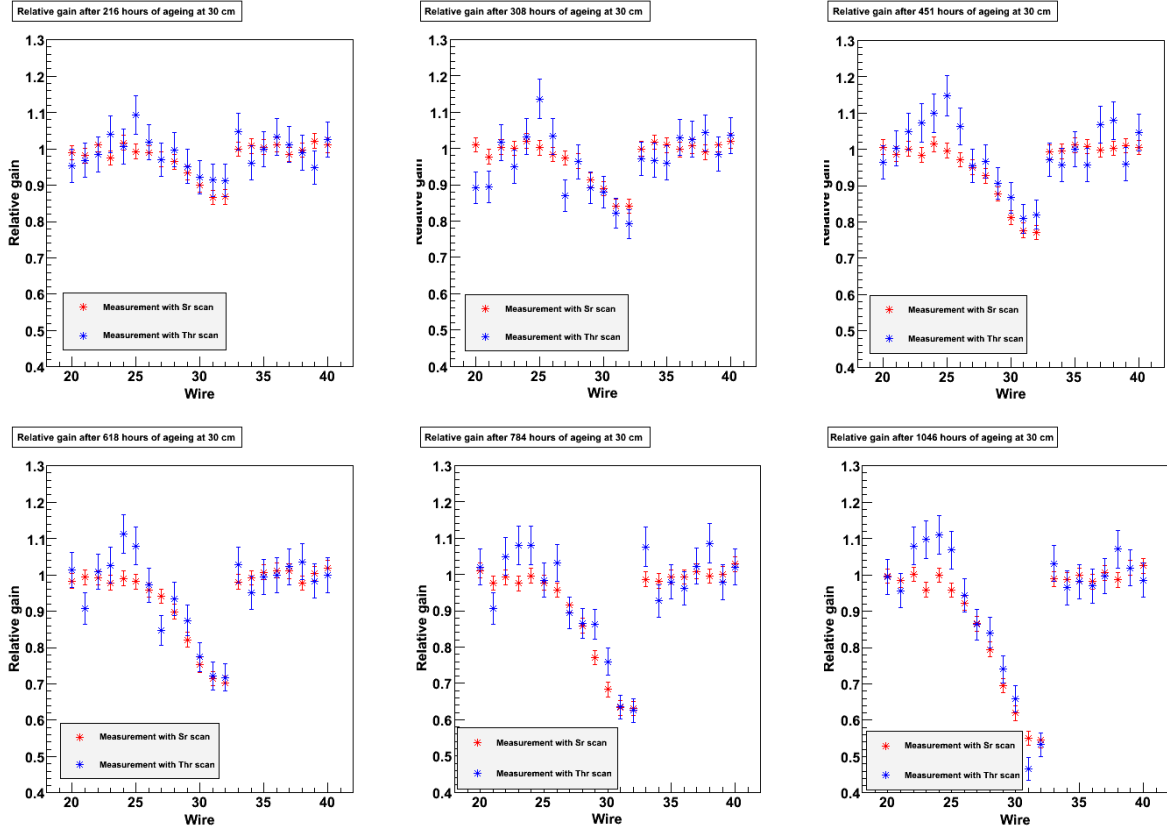 Relative gain after 216 hours of ageing at 30 cm
Relative gain
1.3
1.2
1.1
1
0.9
0.8
0.7
0.6
0.5
0.4
Measurement with Sr scan
Measurement with Thr scan
20 25 30 35 40
Wire
Relative gain after 308 hours of ageing at 30 cm
Relative gain
1.3
1.2
1.1
1
0.9
0.8
0.7
0.6
0.5
0.4
Measurement with Sr scan
Measurement with Thr scan
20 25 30 35 40
Wire
Relative gain after 451 hours of ageing at 30 cm
Relative gain
1.3
1.2
1.1
1
0.9
0.8
0.7
0.6
0.5
0.4
Measurement with Sr scan
Measurement with Thr scan
20 25 30 35 40
Wire
Relative gain after 618 hours of ageing at 30 cm
Relative gain
1.3
1.2
1.1
1
0.9
0.8
0.7
0.6
0.5
0.4
Measurement with Sr scan
Measurement with Thr scan
20 25 30 35 40
Wire
Relative gain after 784 hours of ageing at 30 cm
Relative gain
1.3
1.2
1.1
1
0.9
0.8
0.7
0.6
0.5
0.4
Measurement with Sr scan
Measurement with Thr scan
20 25 30 35 40
Wire
Relative gain after 1046 hours of ageing at 30 cm
Relative gain
1.3
1.2
1.1
1
0.9
0.8
0.7
0.6
0.5
0.4
Measurement with Sr scan
Measurement with Thr scan
20 25 30 35 40
Wire